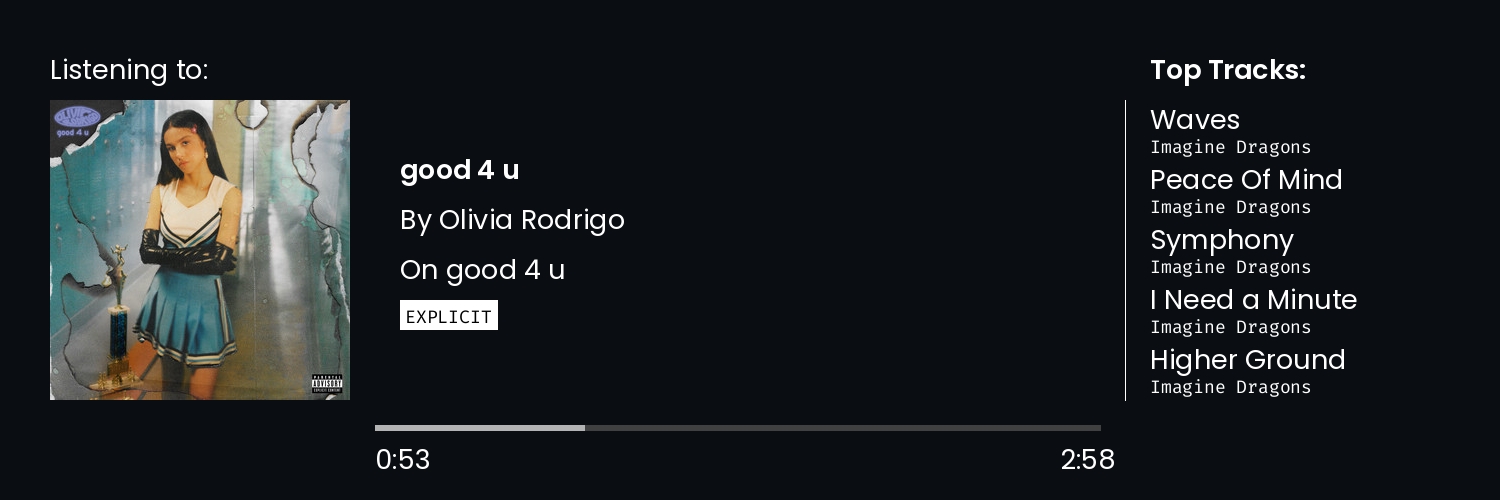 Listening to:
good 4 u
PARENTAL
ADVISORY
EXPLICIT CONTENT
good 4 u
By Olivia Rodrigo
On good 4 u
EXPLICIT
0:53
2:58
Top Tracks:
Waves
Imagine Dragons
Peace Of Mind
Imagine Dragons
Symphony
Imagine Dragons
I Need a Minute
Imagine Dragons
Higher Ground
Imagine Dragons